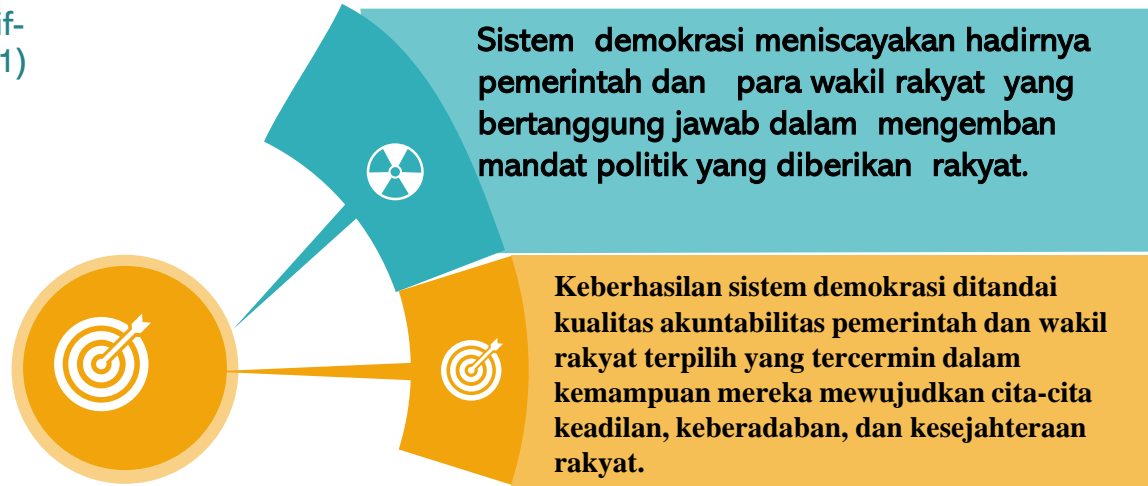 if-
1)
Sistem demokrasi meniscayakan hadirnya
pemerintah dan para wakil rakyat yang
bertanggung jawab dalam mengemban
mandat politik yang diberikan rakyat.
Keberhasilan sistem demokrasi ditandai
kualitas akuntabilitas pemerintah dan wakil
rakyat terpilih yang tercermin dalam
kemampuan mereka mewujudkan cita-cita
keadilan, keberadaban, dan kesejahteraan
rakyat.